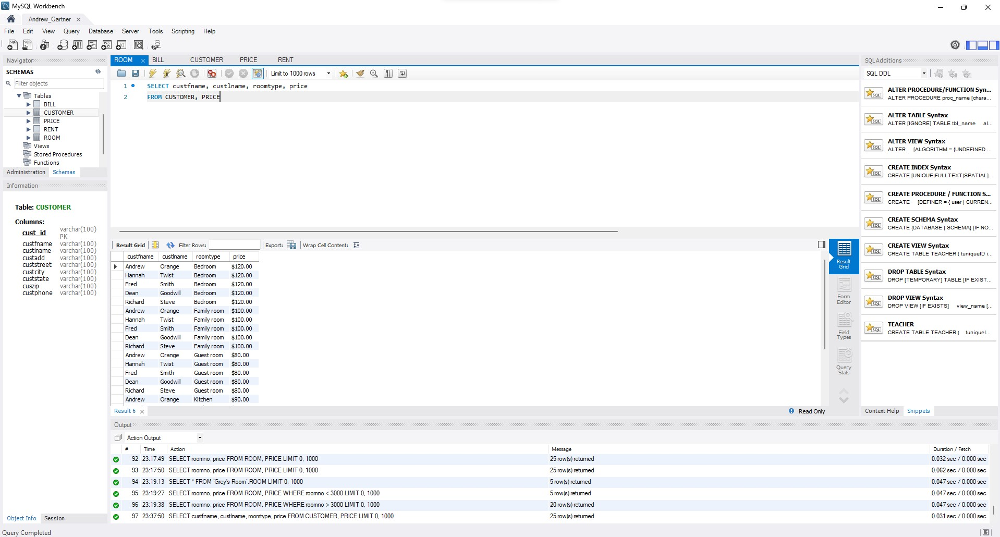 MySQL Workbench
Andrew_Gartner
File Edit View Query Database Server Tools Scripting Help
Navigator
SCHEMAS
Filter objects
Tables
BILL
CUSTOMER
PRICE
RENT
ROOM
Views
Stored Procedures
Functions
Administration Schemas
Information
Table: CUSTOMER
Columns:
cust_id varchar(100) PK
custfname varchar(100)
custlname varchar(100)
custadd varchar(100)
custstreet varchar(100)
custcity varchar(100)
custstate varchar(100)
cuszip varchar(100)
custphone varchar(100)
Object Info Session
Query Completed
ROOM BILL CUSTOMER PRICE RENT
Limit to 1000 rows
1 SELECT custfname, custlname, roomtype, price
2 FROM CUSTOMER, PRICE
Result Grid Filter Rows: Export: Wrap Cell Content:
custfname custlname roomtype price
Andrew Orange Bedroom $120.00
Hannah Twist Bedroom $120.00
Fred Smith Bedroom $120.00
Dean Goodwill Bedroom $120.00
Richard Steve Bedroom $120.00
Andrew Orange Family room $100.00
Hannah Twist Family room $100.00
Fred Smith Family room $100.00
Dean Goodwill Family room $100.00
Richard Steve Family room $100.00
Andrew Orange Guest room $80.00
Hannah Twist Guest room $80.00
Fred Smith Guest room $80.00
Dean Goodwill Guest room $80.00
Richard Steve Guest room $80.00
Andrew Orange Kitchen $90.00
Result Grid
Form Editor
Field Types
Query Stats
Result 6 Read Only
Output
Action Output
# Time Action Message Duration / Fetch
92 23:17:49 SELECT roomno, price FROM ROOM, PRICE LIMIT 0, 1000 25 row(s) returned 0.032 sec / 0.000 sec
93 23:17:50 SELECT roomno, price FROM ROOM, PRICE LIMIT 0, 1000 25 row(s) returned 0.062 sec / 0.000 sec
94 23:19:13 SELECT * FROM `Grey's Room`.ROOM LIMIT 0, 1000 5 row(s) returned 0.047 sec / 0.000 sec
95 23:19:27 SELECT roomno, price FROM ROOM, PRICE WHERE roomno < 3000 LIMIT 0, 1000 5 row(s) returned 0.047 sec / 0.000 sec
96 23:19:38 SELECT roomno, price FROM ROOM, PRICE WHERE roomno > 3000 LIMIT 0, 1000 20 row(s) returned 0.047 sec / 0.000 sec
97 23:37:50 SELECT custfname, custlname, roomtype, price FROM CUSTOMER, PRICE LIMIT 0, 1000 25 row(s) returned 0.031 sec / 0.000 sec
SQLAdditions
SQL DDL
ALTER PROCEDURE/FUNCTION Syn...
ALTER PROCEDURE proc_name [chara...
ALTER TABLE Syntax
ALTER [IGNORE] TABLE tbl_name al...
ALTER VIEW Syntax
ALTER [ALGORITHM = {UNDEFINED ...
CREATE INDEX Syntax
CREATE [UNIQUE|FULLTEXT|SPATIAL]...
CREATE PROCEDURE / FUNCTION S...
CREATE [DEFINER = { user | CURREN...
CREATE SCHEMA Syntax
CREATE {DATABASE | SCHEMA} [IF NO...
CREATE VIEW Syntax
CREATE TABLE TEACHER ( tuniqueID i...
DROP TABLE Syntax
DROP [TEMPORARY] TABLE [IF EXIST...
DROP VIEW Syntax
DROP VIEW [IF EXISTS] view_name [...
TEACHER
CREATE TABLE TEACHER ( tuniqueI...
Context Help Snippets